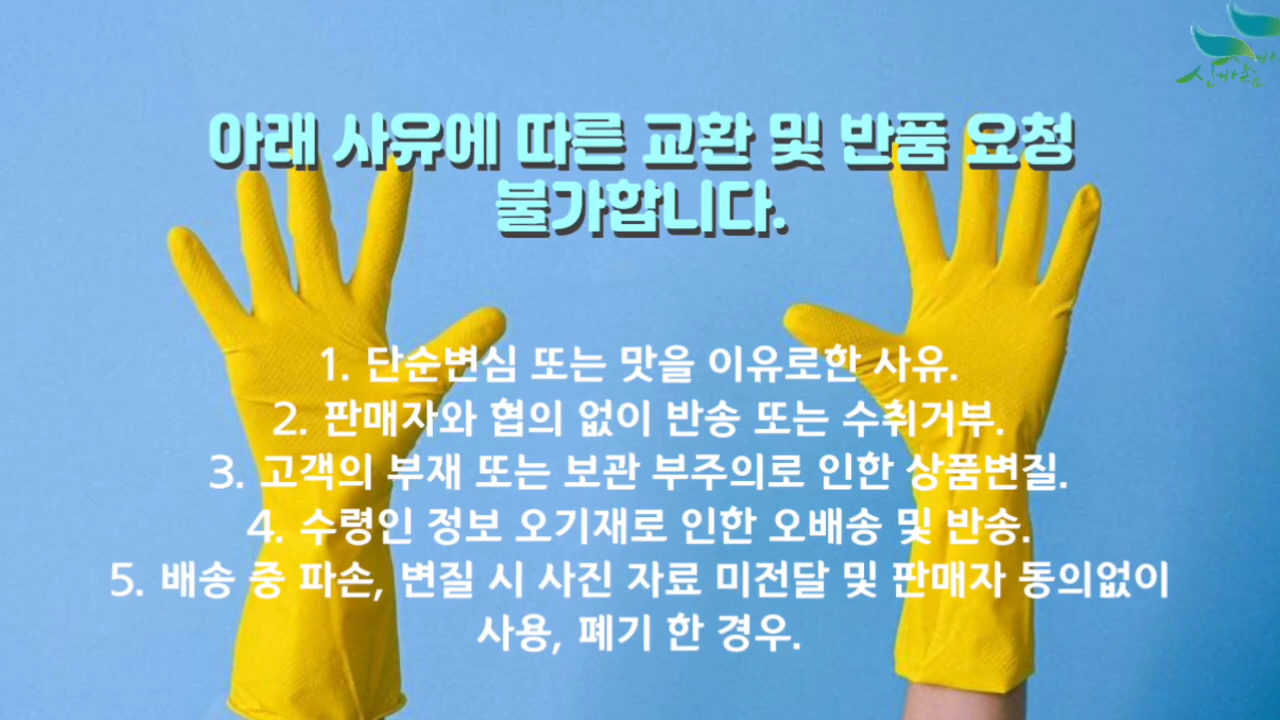 아래 사유에 따른 교환 및 반품 요청
불가합니다.
1. 단순변심 또는 맛을 이유로한 사유.
2. 판매자와 협의 없이 반송 또는 수취거부.
3. 고객의 부재 또는 보관 부주의로 인한 상품변질.
4. 수령인 정보 오기재로 인한 오배송 및 반송.
5. 배송 중 파손, 변질 시 사진 자료 미전달 및 판매자 동의없이
사용, 폐기 한 경우.